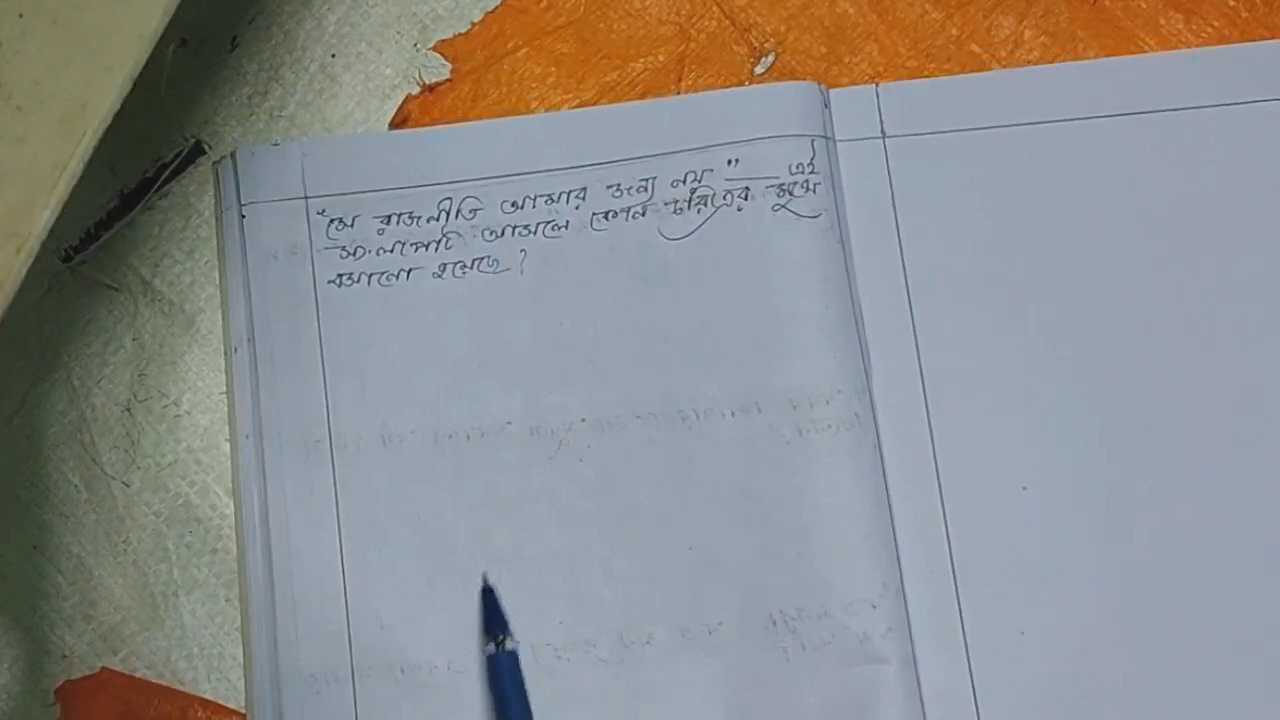 "সে রাজনীতি আমার জন্য নয়" — এই
সংলাপটি আসলে কোন চরিত্রের মুখে
বসানো হয়েছে?